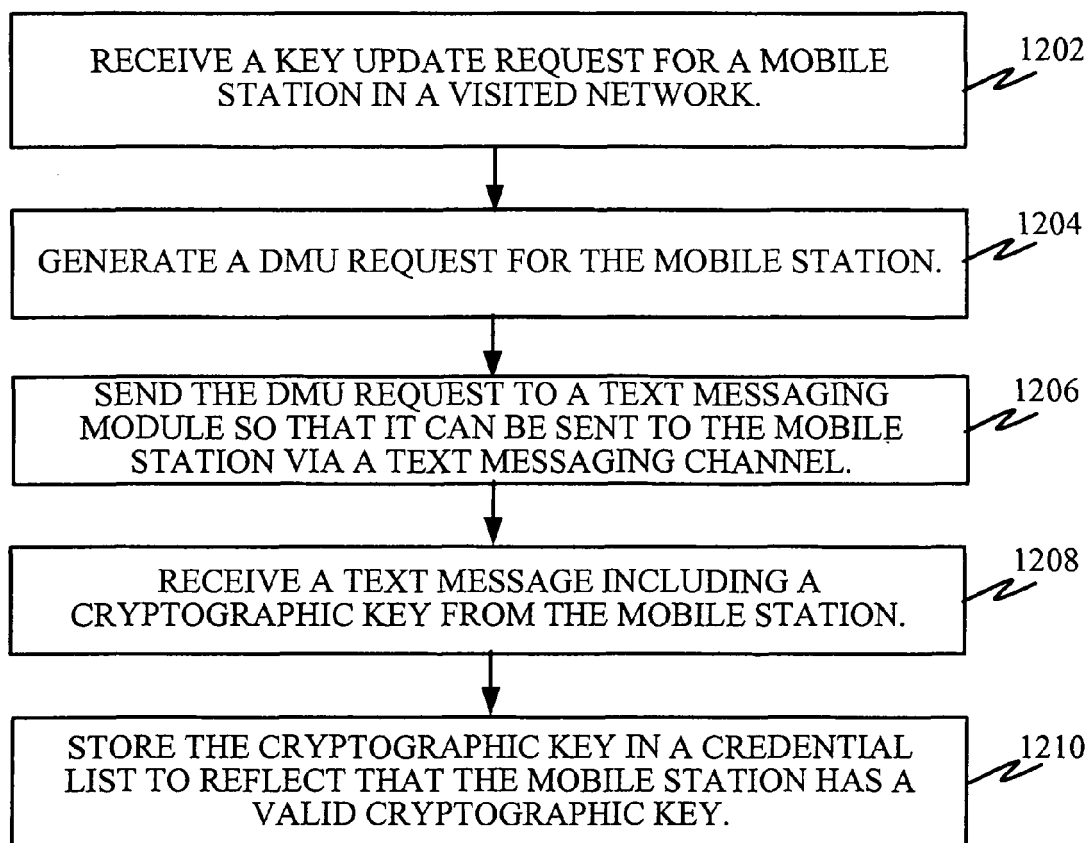 RECEIVE A KEY UPDATE REQUEST FOR A MOBILE
STATION IN A VISITED NETWORK.
1202
GENERATE A DMU REQUEST FOR THE MOBILE STATION.
1204
SEND THE DMU REQUEST TO A TEXT MESSAGING
MODULE SO THAT IT CAN BE SENT TO THE MOBILE
STATION VIA A TEXT MESSAGING CHANNEL.
1206
RECEIVE A TEXT MESSAGE INCLUDING A
CRYPTOGRAPHIC KEY FROM THE MOBILE STATION.
1208
STORE THE CRYPTOGRAPHIC KEY IN A CREDENTIAL
LIST TO REFLECT THAT THE MOBILE STATION HAS A
VALID CRYPTOGRAPHIC KEY.
1210